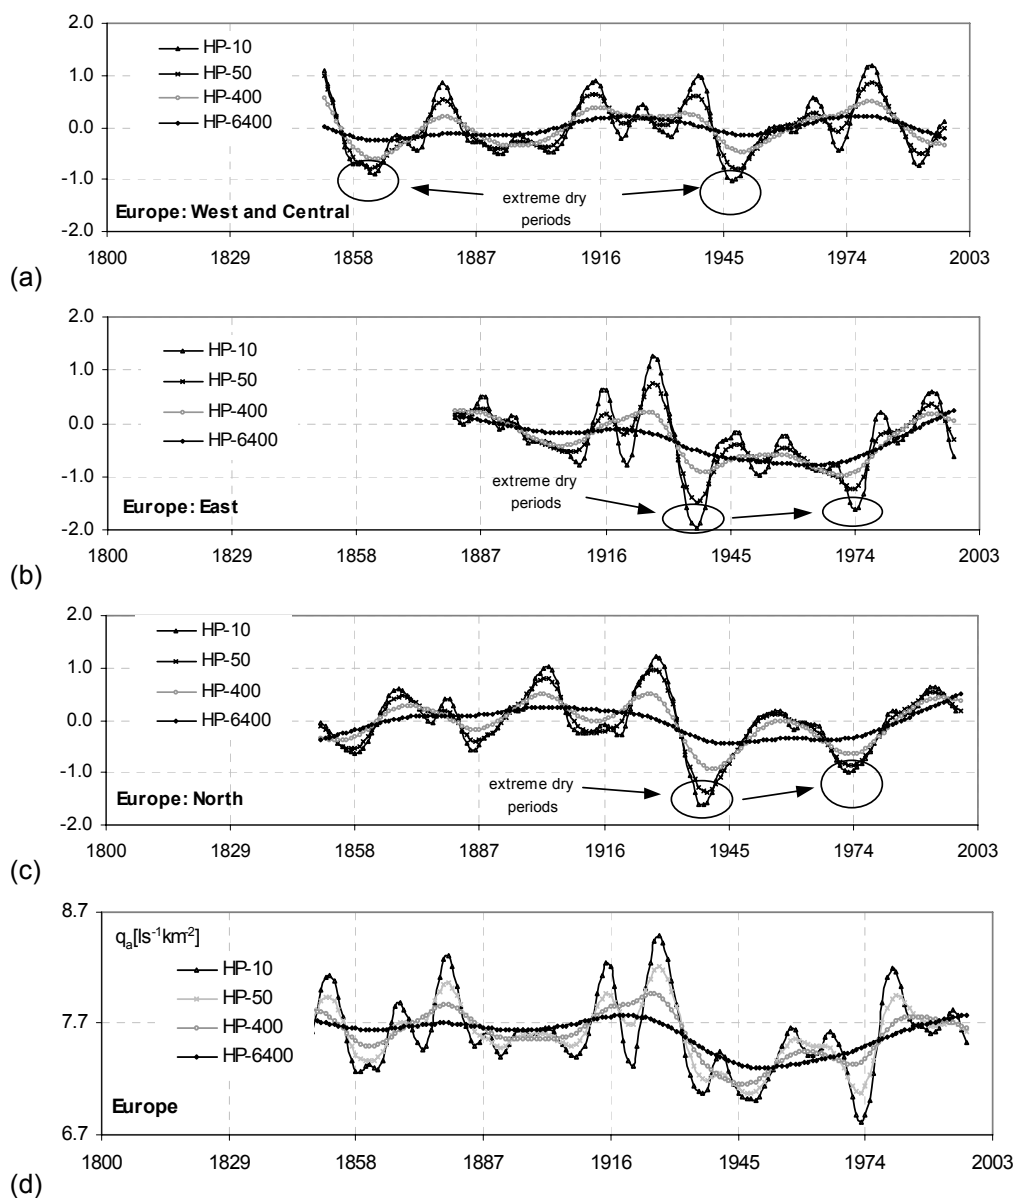 2.0
HP-10
1.0
HP-50
HP-400
0.0
HP-6400
-1.0
extreme dry
periods
Europe: West and Central
-2.0
1800 1829 1858 1887 1916 1945 1974 2003
(a)
2.0
HP-10
1.0
HP-50
HP-400
0.0
HP-6400
-1.0
extreme dry
periods
Europe: East
-2.0
1800 1829 1858 1887 1916 1945 1974 2003
(b)
2.0
HP-10
1.0
HP-50
HP-400
0.0
HP-6400
-1.0
extreme dry
periods
Europe: North
-2.0
1800 1829 1858 1887 1916 1945 1974 2003
(c)
8.7
qa[ls-1km-2]
HP-10
HP-50
7.7
HP-400
HP-6400
Europe
6.7
1800 1829 1858 1887 1916 1945 1974 2003
(d)